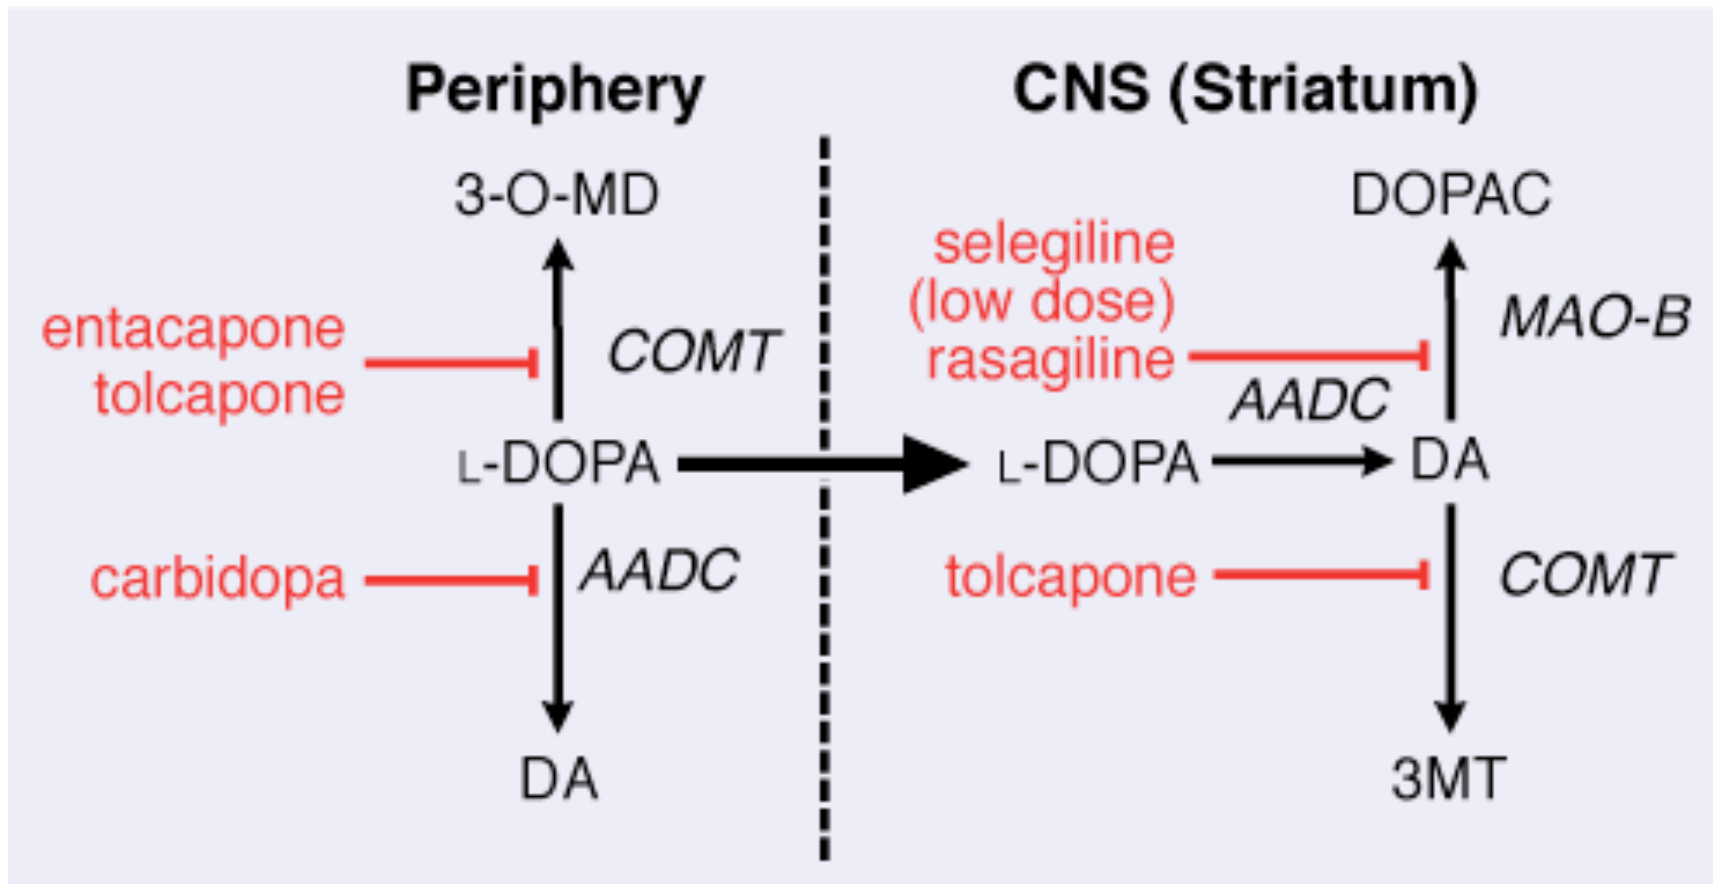 Periphery
3-O-MD
entacapone
tolcapone
COMT
L-DOPA
carbidopa
AADC
DA
CNS (Striatum)
DOPAC
selegiline
(low dose)
rasagiline
MAO-B
AADC
L-DOPA
DA
tolcapone
COMT
3MT